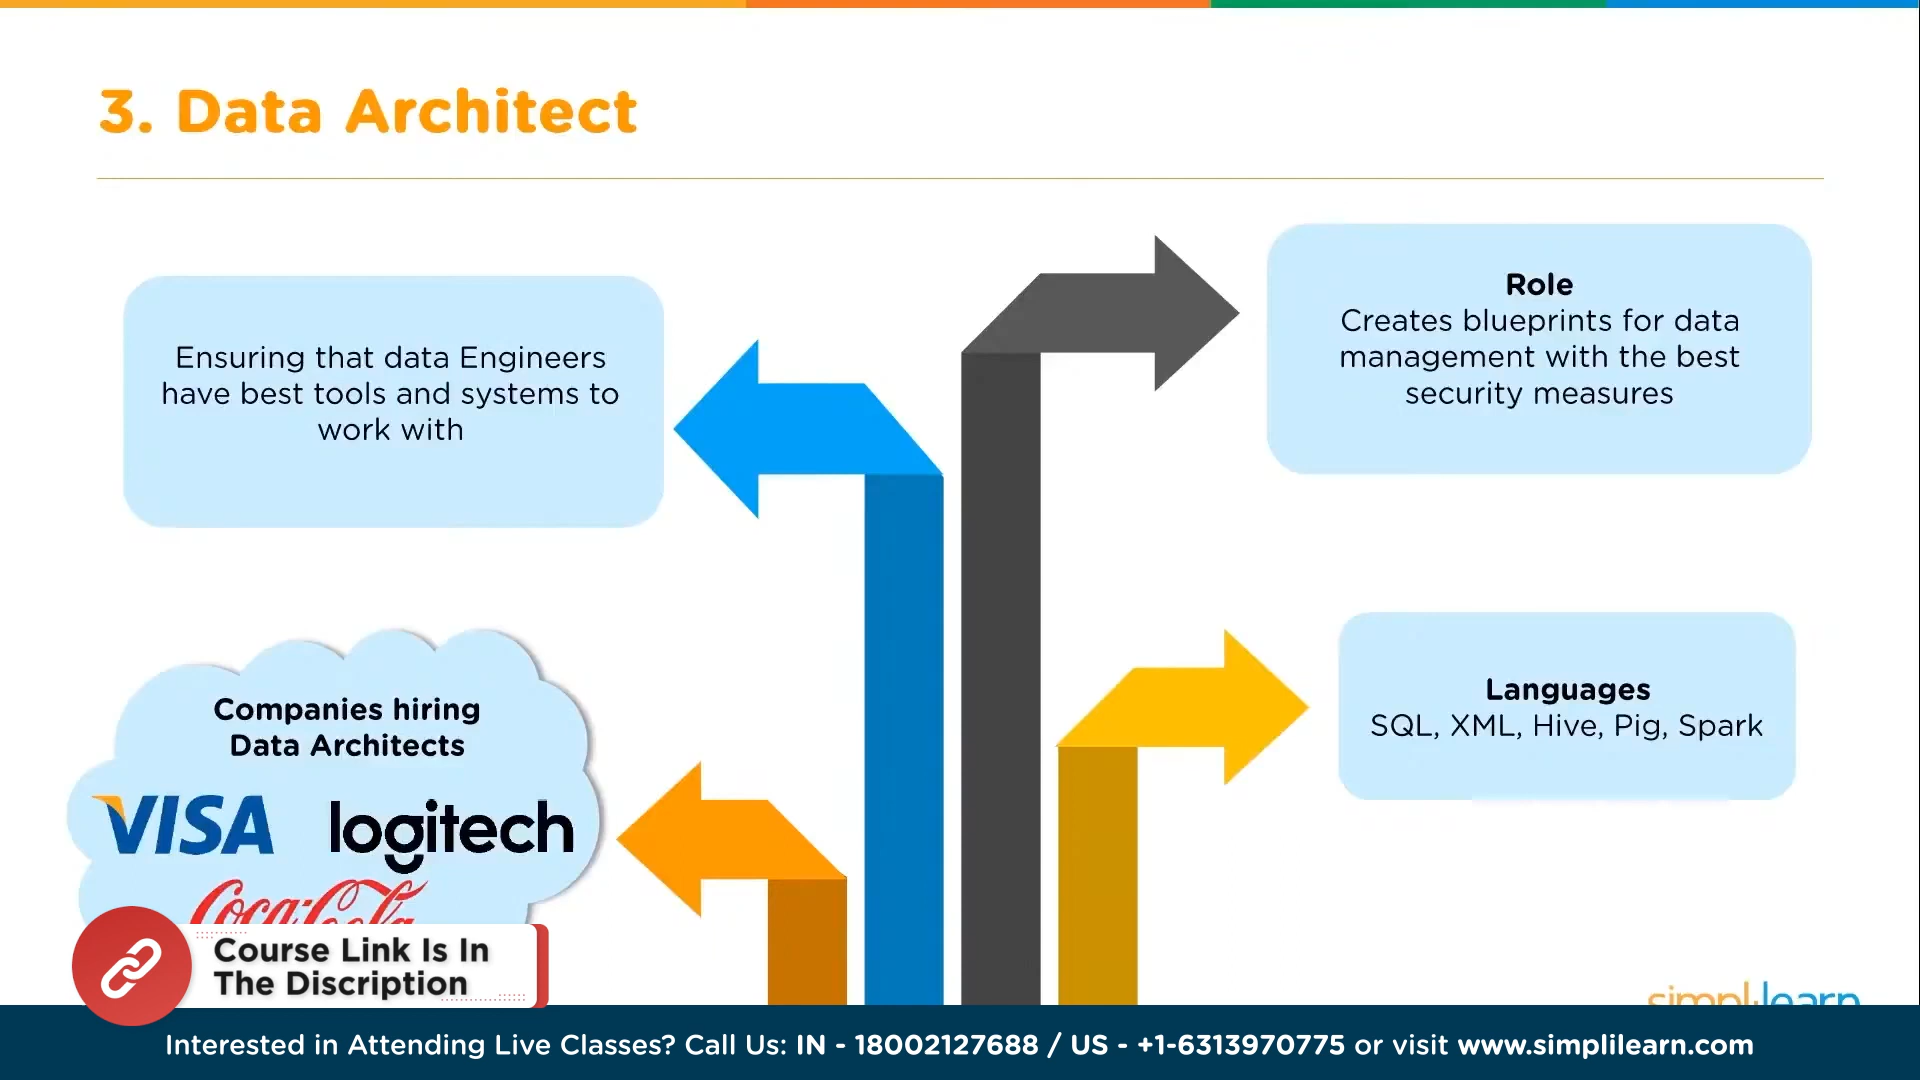 3. Data Architect
Ensuring that data Engineers
have best tools and systems to
work with
Role
Creates blueprints for data
management with the best
security measures
Languages
SQL, XML, Hive, Pig, Spark
Companies hiring
Data Architects
VISA logitech
Coca-Cola
Course Link Is In
The Discription
simplilearn
Interested in Attending Live Classes? Call Us: IN - 18002127688 / US - +1-6313970775 or visit www.simplilearn.com